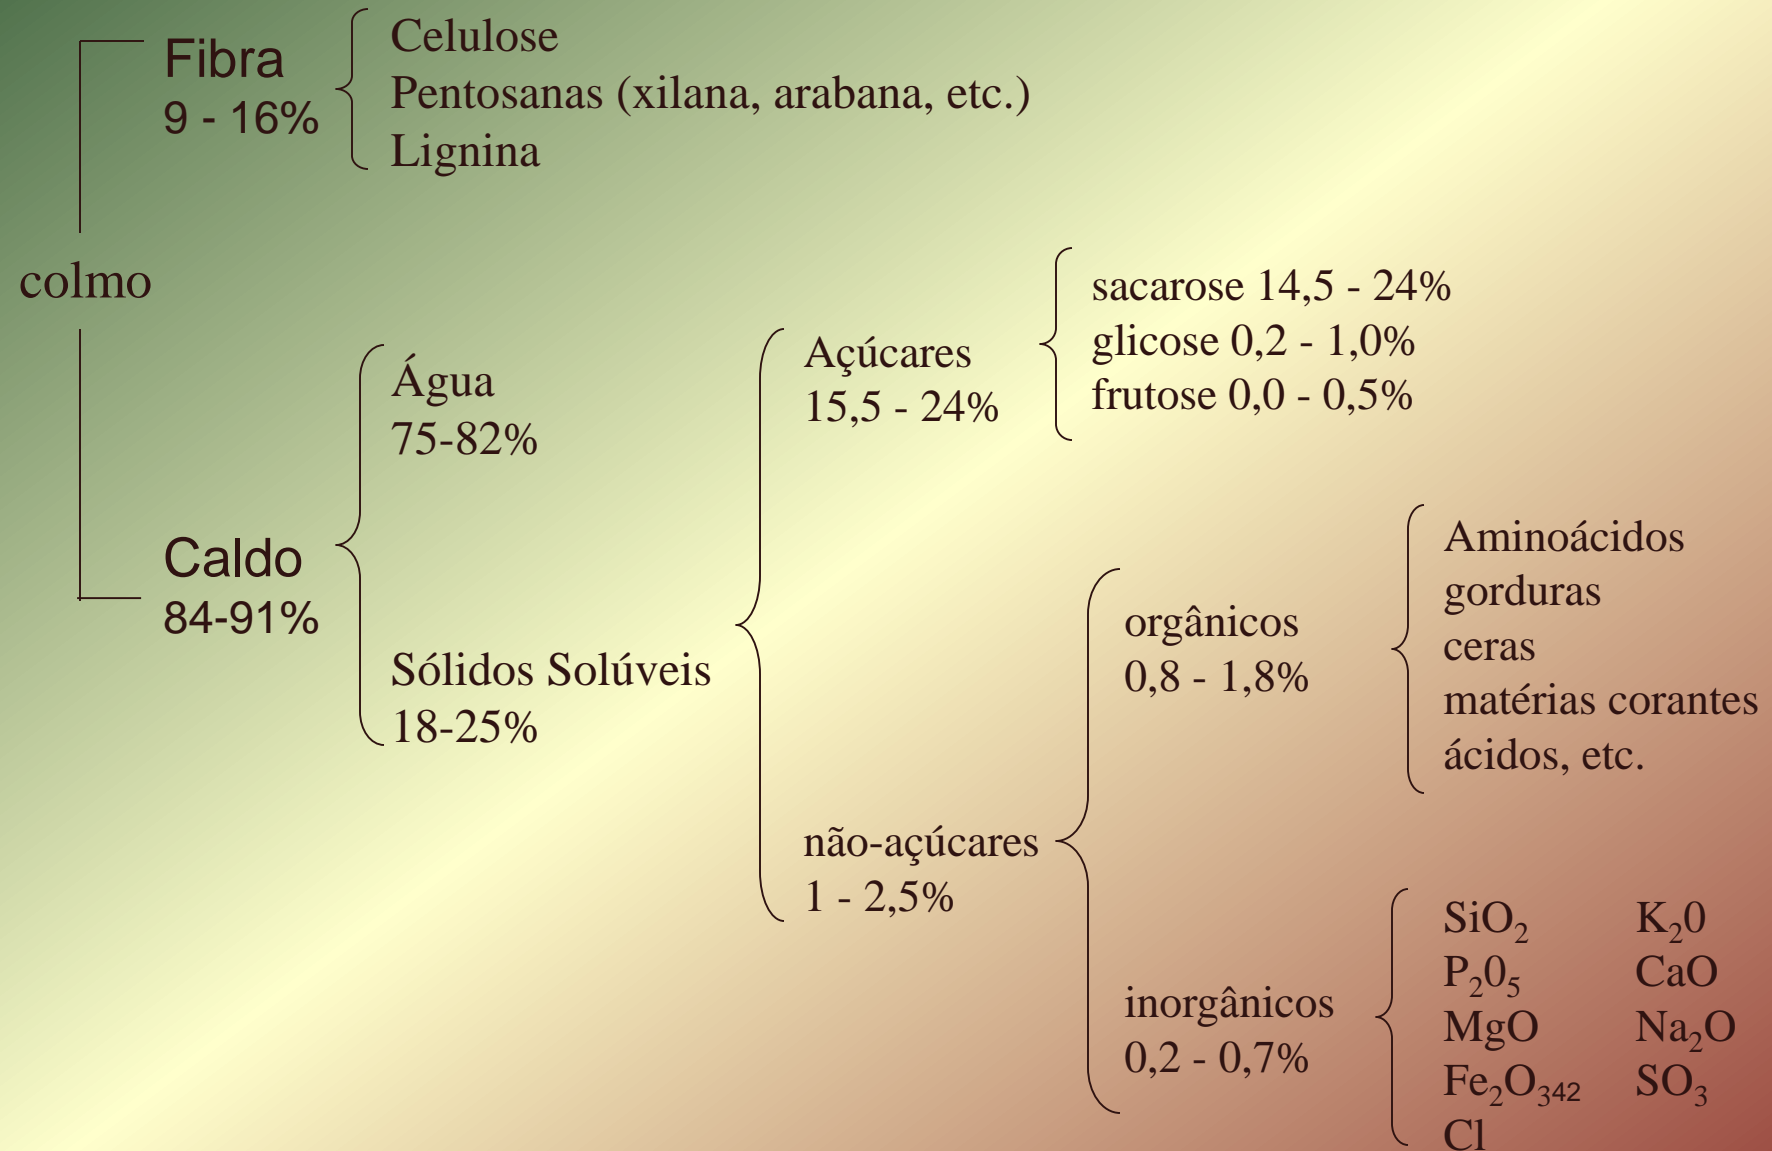 Fibra
9 - 16%
Celulose
Pentosanas (xilana, arabana, etc.)
Lignina
colmo
Caldo
84-91%
Água
75-82%
Sólidos Solúveis
18-25%
Açúcares
15,5 - 24%
sacarose 14,5 - 24%
glicose 0,2 - 1,0%
frutose 0,0 - 0,5%
não-açúcares
1 - 2,5%
orgânicos
0,8 - 1,8%
Aminoácidos
gorduras
ceras
matérias corantes
ácidos, etc.
inorgânicos
0,2 - 0,7%
SiO₂ K₂0
P₂0₅ CaO
MgO Na₂O
Fe₂O₃42 SO₃
Cl